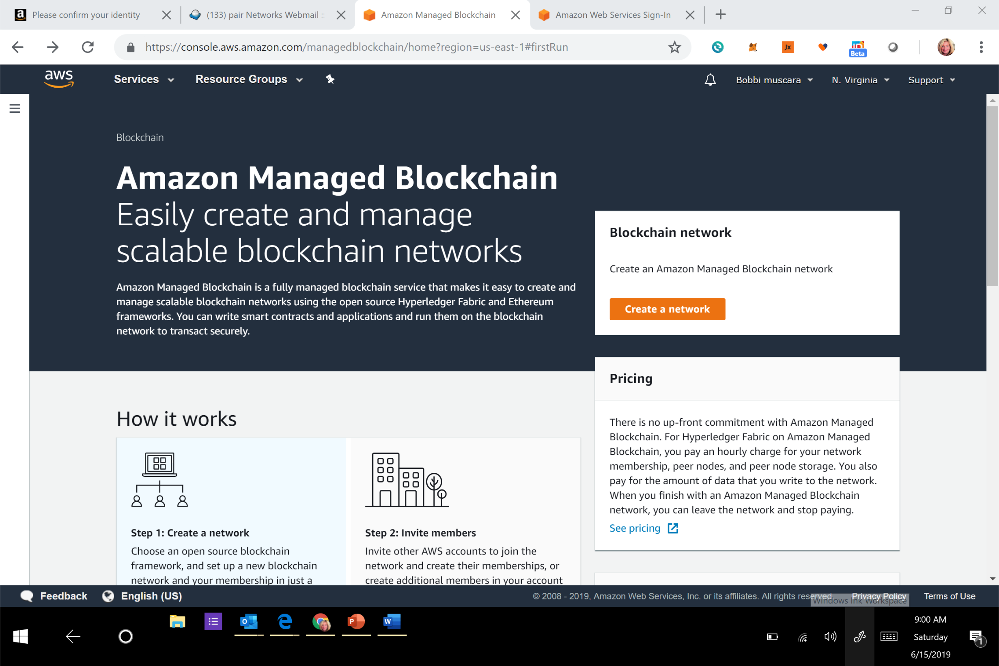 Please confirm your identity
(133) pair Networks Webmail ::
Amazon Managed Blockchain
Amazon Web Services Sign-In
https://console.aws.amazon.com/managedblockchain/home?region=us-east-1#firstRun
Jx
Beta
aws
Services
Resource Groups
Bobbi muscara
N. Virginia
Support
Blockchain
Amazon Managed Blockchain
Easily create and manage
scalable blockchain networks
Amazon Managed Blockchain is a fully managed blockchain service that makes it easy to create and
manage scalable blockchain networks using the open source Hyperledger Fabric and Ethereum
frameworks. You can write smart contracts and applications and run them on the blockchain
network to transact securely.
Blockchain network
Create an Amazon Managed Blockchain network
Create a network
Pricing
There is no up-front commitment with Amazon Managed
Blockchain. For Hyperledger Fabric on Amazon Managed
Blockchain, you pay an hourly charge for your network
membership, peer nodes, and peer node storage. You also
pay for the amount of data that you write to the network.
When you finish with an Amazon Managed Blockchain
network, you can leave the network and stop paying.
See pricing
How it works
Step 1: Create a network
Choose an open source blockchain
framework, and set up a new blockchain
network and your membership in just a
Step 2: Invite members
Invite other AWS accounts to join the
network and create their memberships, or
create additional members in your account
Feedback
English (US)
© 2008 - 2019, Amazon Web Services, Inc. or its affiliates. All rights reserved.
Privacy Policy
Terms of Use
Windows Ink Workspace
9:00 AM
Saturday
6/15/2019
1